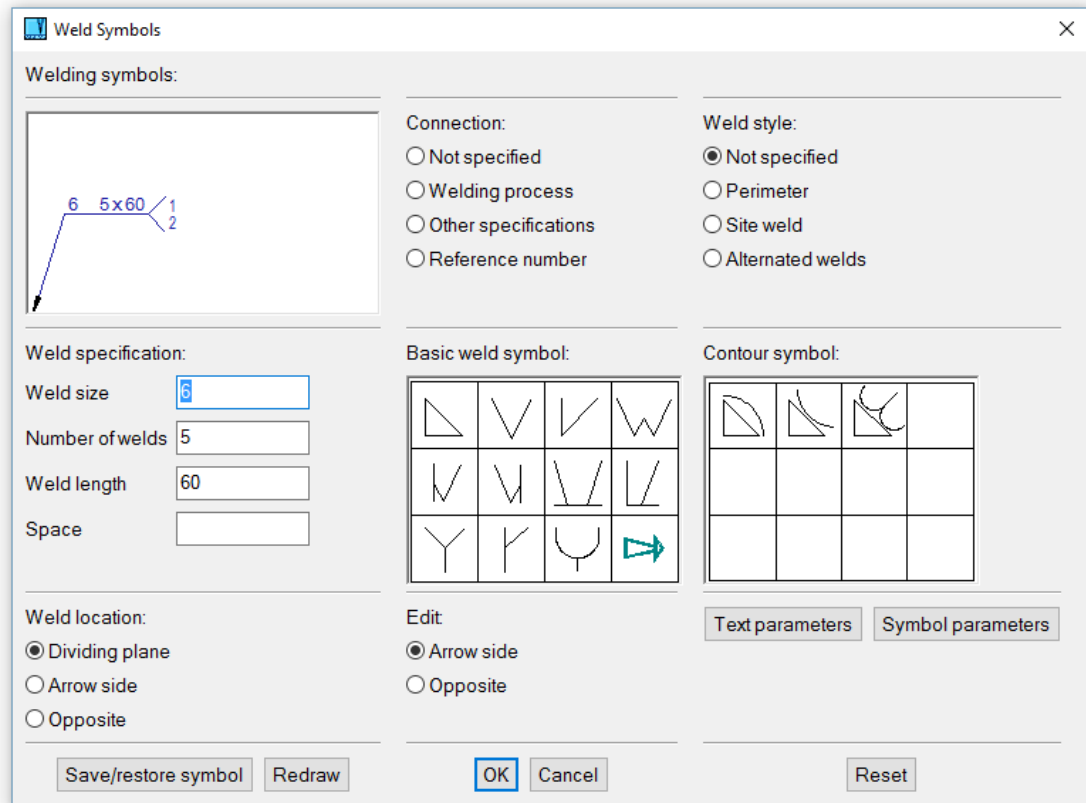 Weld Symbols
Welding symbols:
6 5x60 1
2
Connection:
Not specified
Welding process
Other specifications
Reference number
Weld style:
Not specified
Perimeter
Site weld
Alternated welds
Weld specification:
Weld size 6
Number of welds 5
Weld length 60
Space
Basic weld symbol:
Contour symbol:
Weld location:
Dividing plane
Arrow side
Opposite
Edit:
Arrow side
Opposite
Text parameters Symbol parameters
Save/restore symbol Redraw OK Cancel Reset